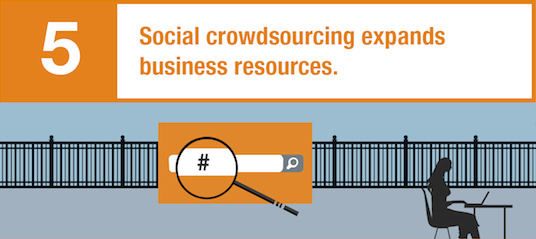 5
Social crowdsourcing expands
business resources.
#